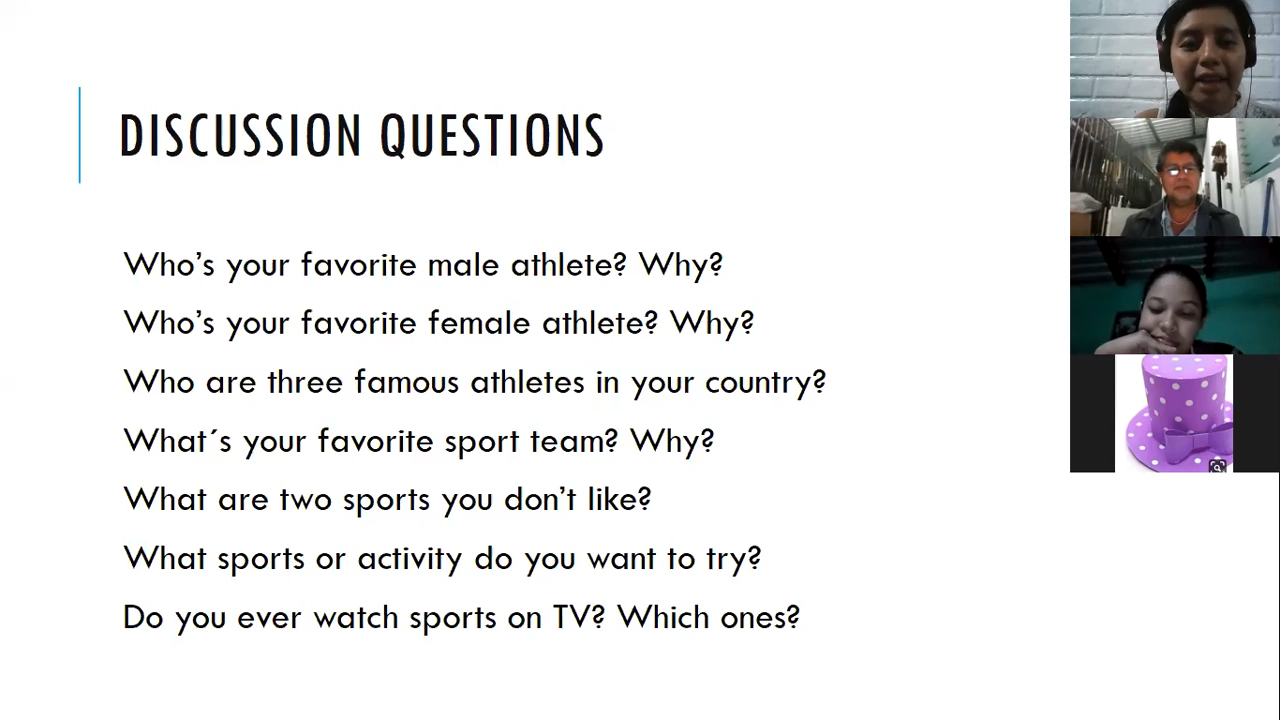 DISCUSSION QUESTIONS
Who's your favorite male athlete? Why?
Who's your favorite female athlete? Why?
Who are three famous athletes in your country?
What´s your favorite sport team? Why?
What are two sports you don't like?
What sports or activity do you want to try?
Do you ever watch sports on TV? Which ones?